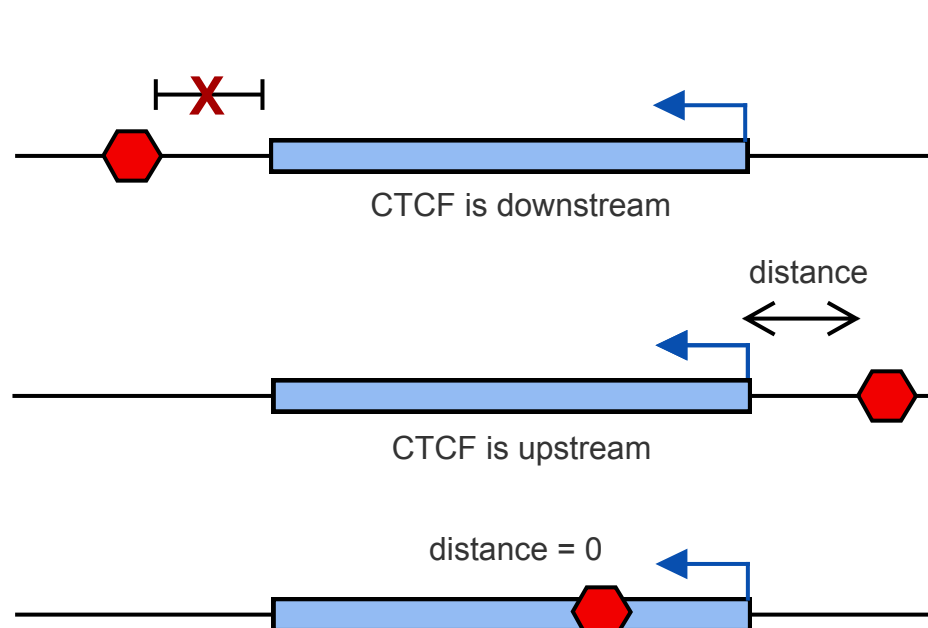 X
CTCF is downstream
distance
CTCF is upstream
distance = 0